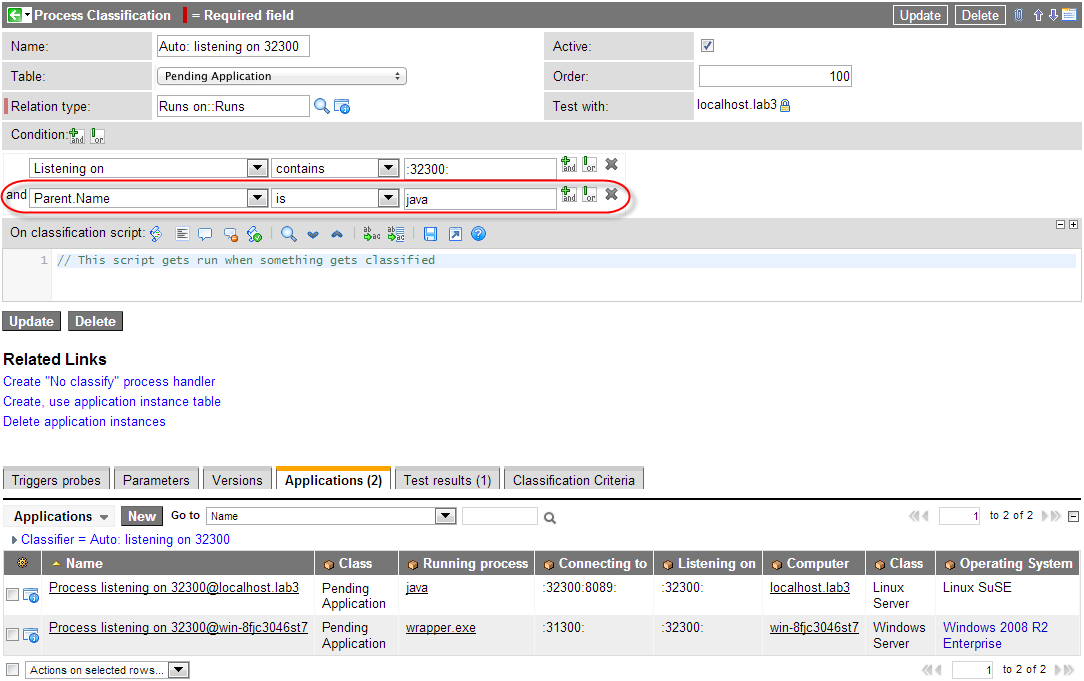 Process Classification = Required field Update Delete
Name: Auto: listening on 32300 Active:
Table: Pending Application Order: 100
Relation type: Runs on::Runs Test with: localhost.lab3
Condition: and or
Listening on contains :32300: and or
and Parent.Name is java and or
On classification script:
1 // This script gets run when something gets classified
Update Delete
Related Links
Create "No classify" process handler
Create, use application instance table
Delete application instances
Triggers probes Parameters Versions Applications (2) Test results (1) Classification Criteria
Applications New Go to Name 1 to 2 of 2
Classifier = Auto: listening on 32300
Name Class Running process Connecting to Listening on Computer Class Operating System
Process listening on 32300@localhost.lab3 Pending Application java :32300:8089: :32300: localhost.lab3 Linux Server Linux SuSE
Process listening on 32300@win-8fjc3046st7 Pending Application wrapper.exe :31300: :32300: win-8fjc3046st7 Windows Server Windows 2008 R2 Enterprise
Actions on selected rows... 1 to 2 of 2